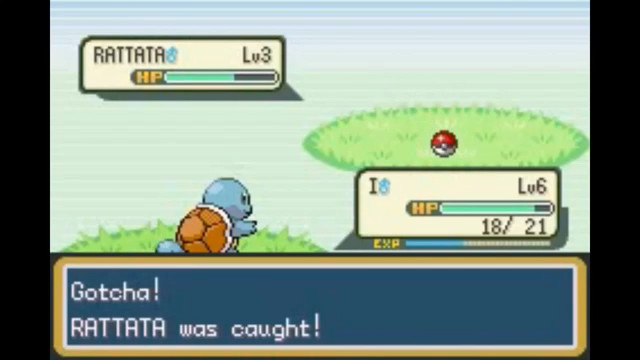 RATTATA♂ Lv3
HP
I♂ Lv6
HP
18/ 21
EXP
Gotcha!
RATTATA was caught!